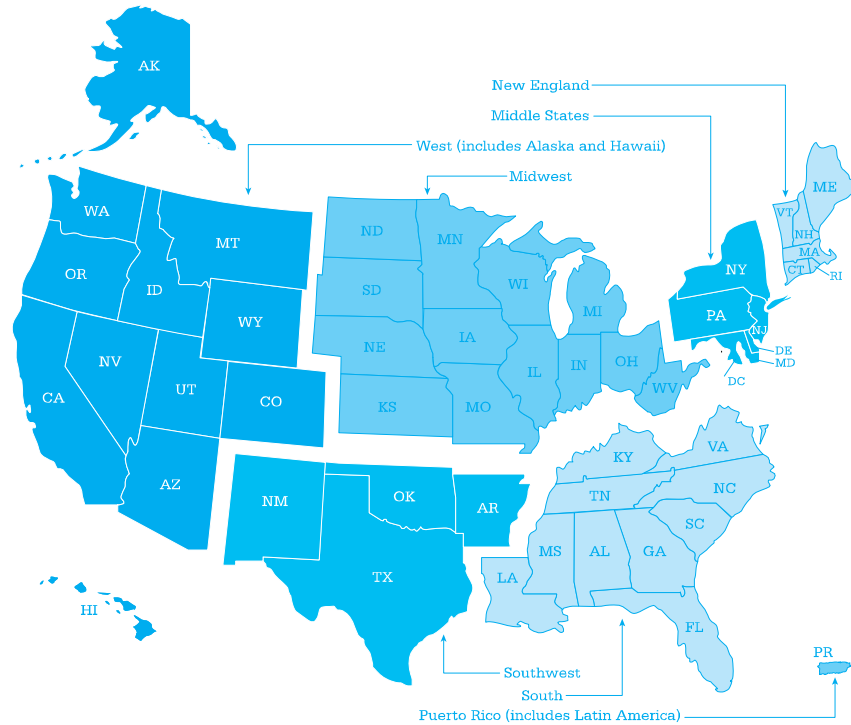 AK
New England
Middle States
West (includes Alaska and Hawaii)
Midwest
ME
WA
VT
MT
ND
MN
NH
MA
OR
NY
CT
RI
ID
WI
SD
MI
WY
PA
NJ
NV
IA
NE
DE
OH
MD
UT
IL
IN
DC
WV
CA
CO
KS
MO
VA
KY
AZ
NC
TN
NM
OK
AR
SC
MS
AL
GA
TX
LA
HI
FL
PR
Southwest
South
Puerto Rico (includes Latin America)